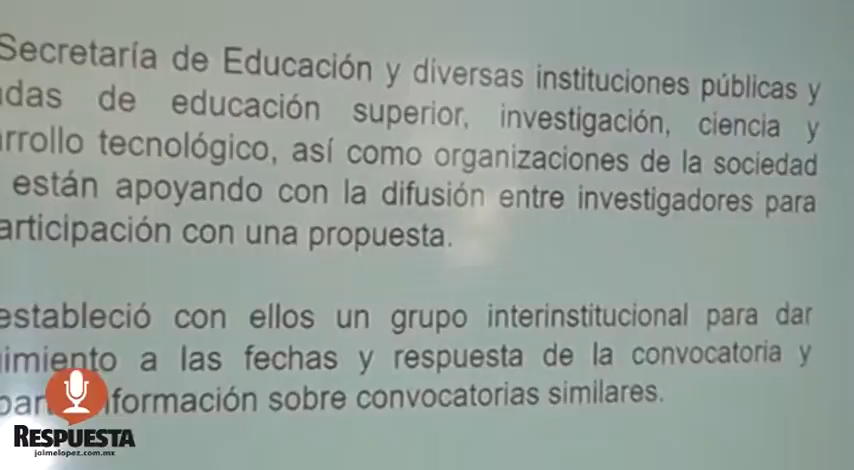 Secretaría de Educación y diversas instituciones públicas y
adas de educación superior, investigación, ciencia y
arrollo tecnológico, así como organizaciones de la sociedad
están apoyando con la difusión entre investigadores para
articipación con una propuesta.
estableció con ellos un grupo interinstitucional para dar
uimiento a las fechas y respuesta de la convocatoria y
par formación sobre convocatorias similares.
RESPUESTA
jaimelopez.com.mx